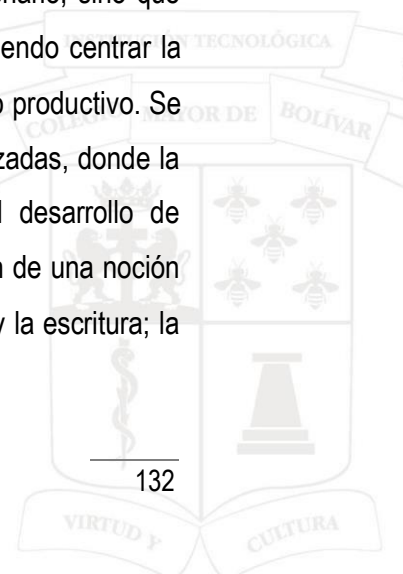 sino que
INSTITUCIÓN TECNOLÓGICA
endo centrar la
COLEGIO MAYOR DE BOLÍVAR
o productivo. Se
zadas, donde la
desarrollo de
de una noción
y la escritura; la
132
VIRTUD Y CULTURA